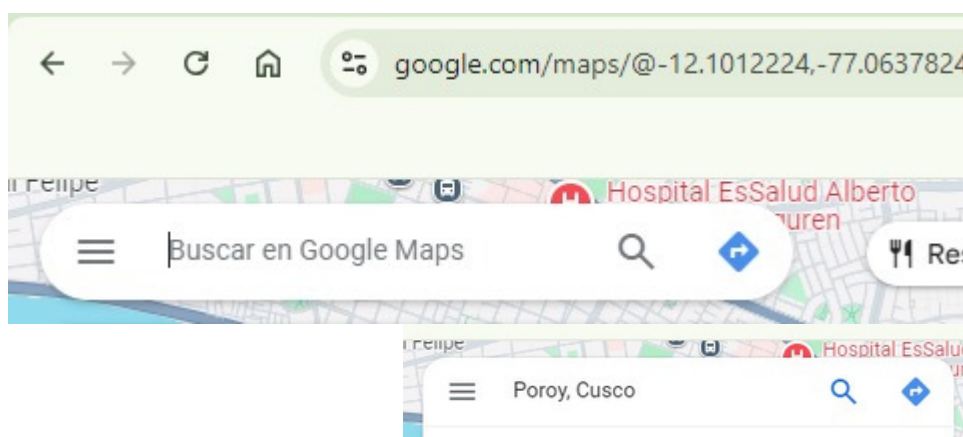 google.com/maps/@-12.1012224,-77.0637824
Felipe
Hospital EsSalud Alberto
uren
Buscar en Google Maps
Res
Felipe
Hospital EsSalu
Poroy, Cusco